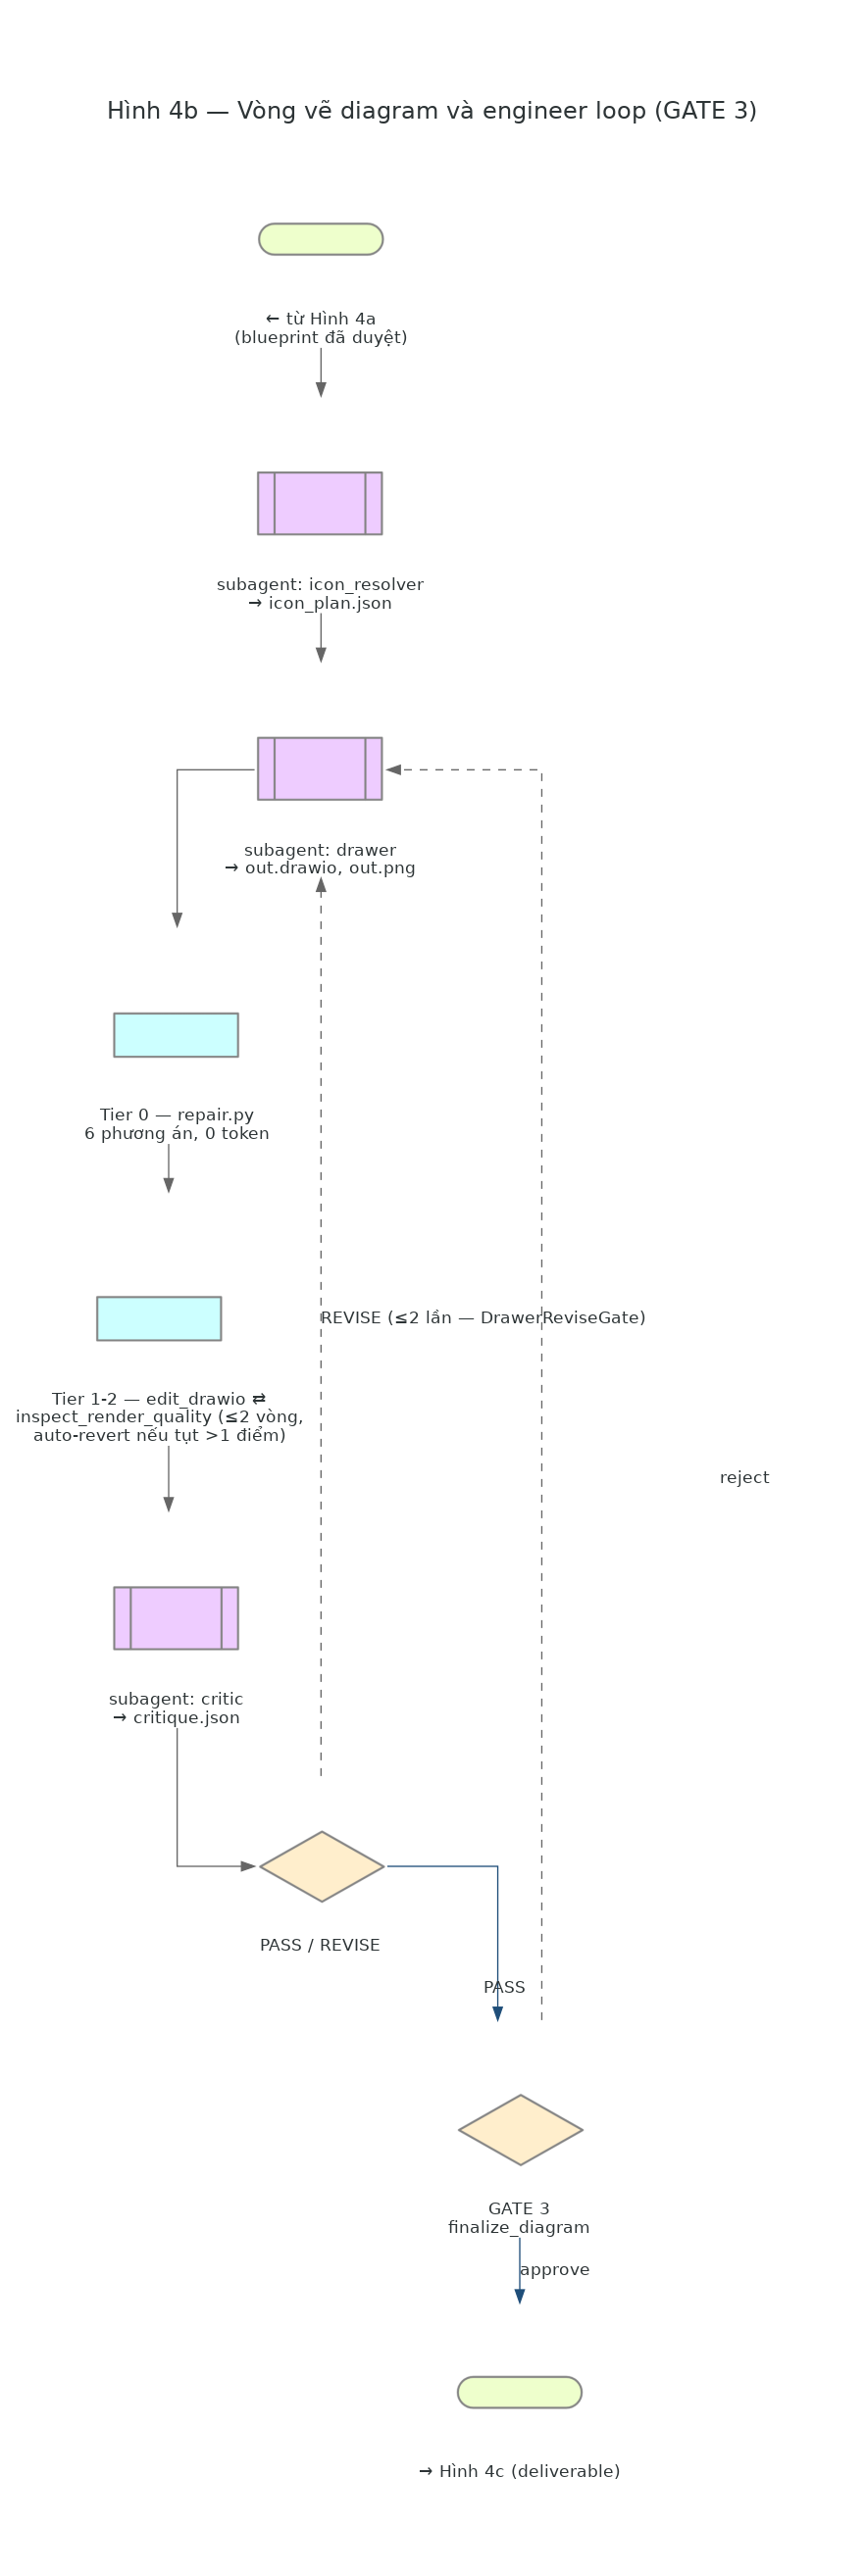 Hình 4b — Vòng vẽ diagram và engineer loop (GATE 3)
← từ Hình 4a
(blueprint đã duyệt)
subagent: icon_resolver
→ icon_plan.json
subagent: drawer
→ out.drawio, out.png
Tier 0 — repair.py
6 phương án, 0 token
REVISE (≤2 lần — DrawerReviseGate)
Tier 1-2 — edit_drawio ⇄
inspect_render_quality (≤2 vòng,
auto-revert nếu tụt >1 điểm)
reject
subagent: critic
→ critique.json
PASS / REVISE
PASS
GATE 3
finalize_diagram
approve
→ Hình 4c (deliverable)